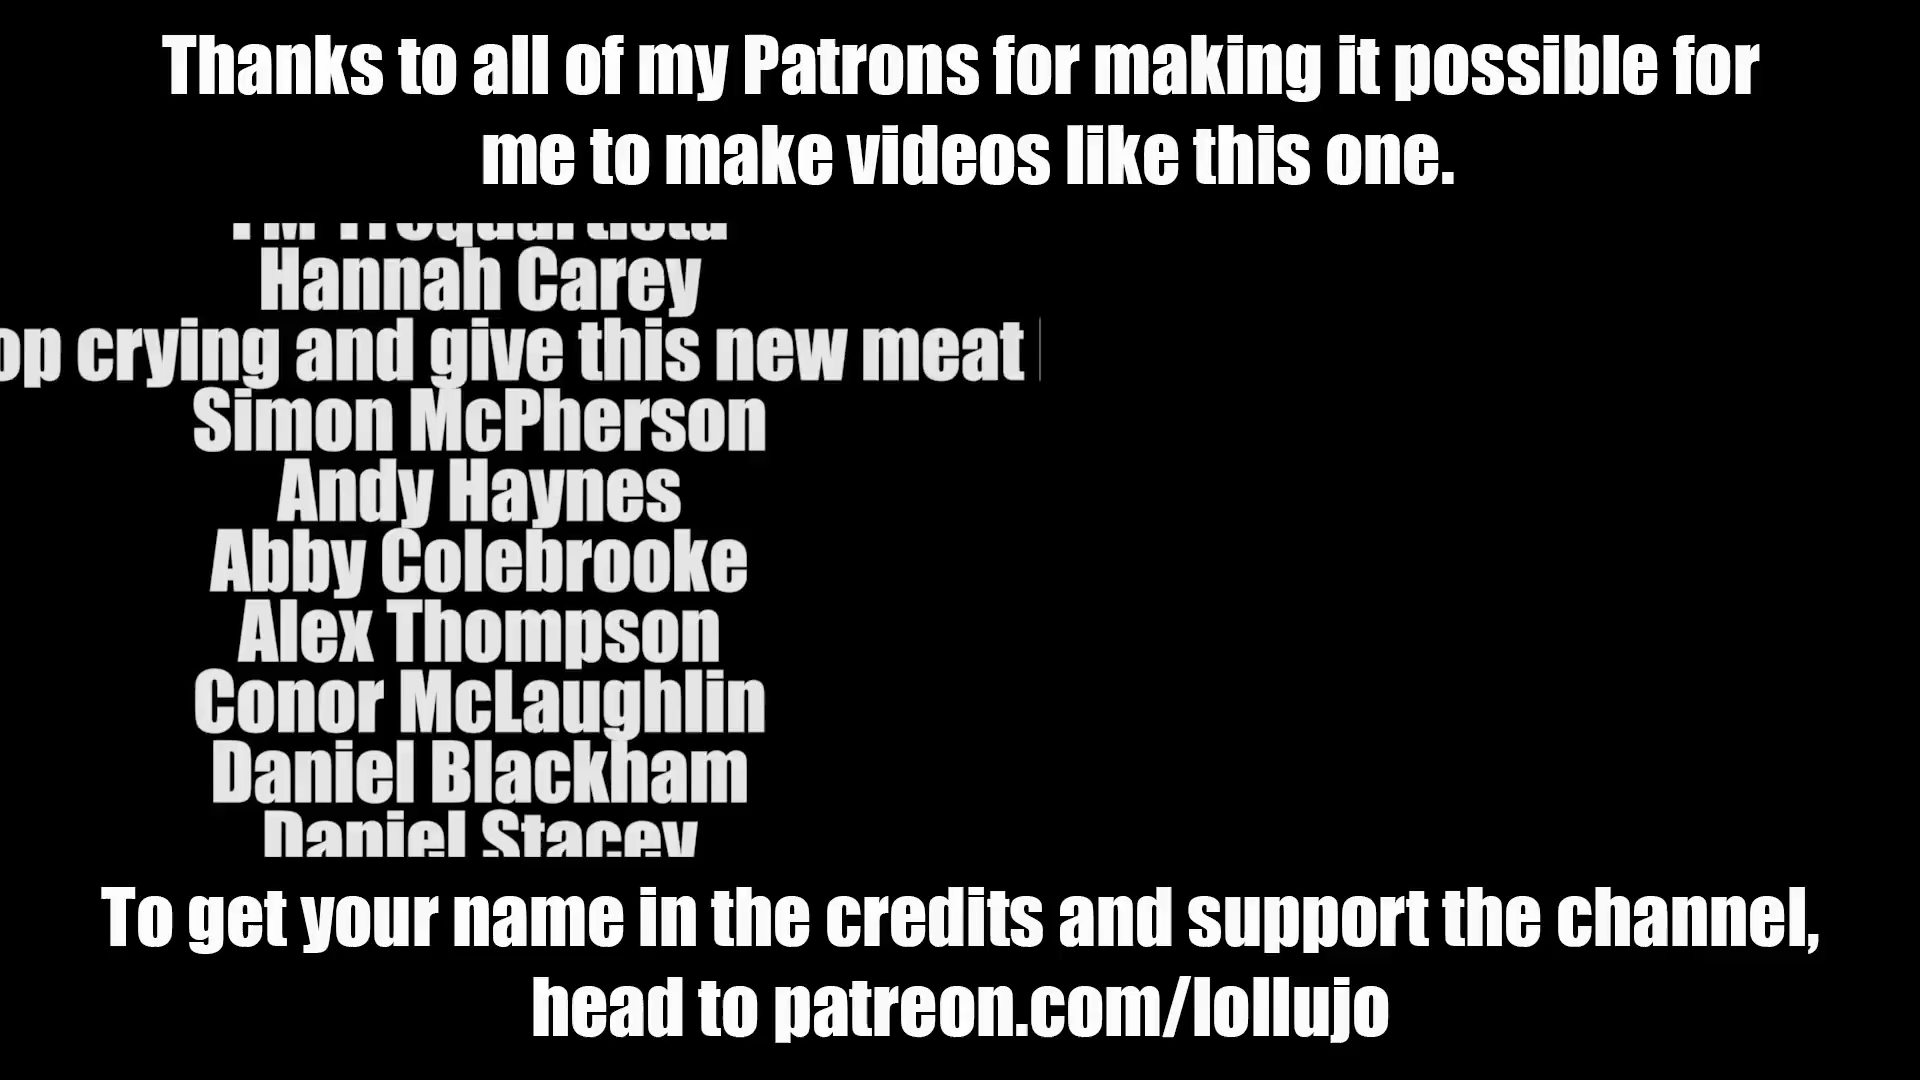 Thanks to all of my Patrons for making it possible for
me to make videos like this one.
Hannah Carey
crying and give this new meat
Simon McPherson
Andy Haynes
Abby Colebrooke
Alex Thompson
Conor McLaughlin
Daniel Blackham
Daniel Stacey
To get your name in the credits and support the channel,
head to patreon.com/lollujo